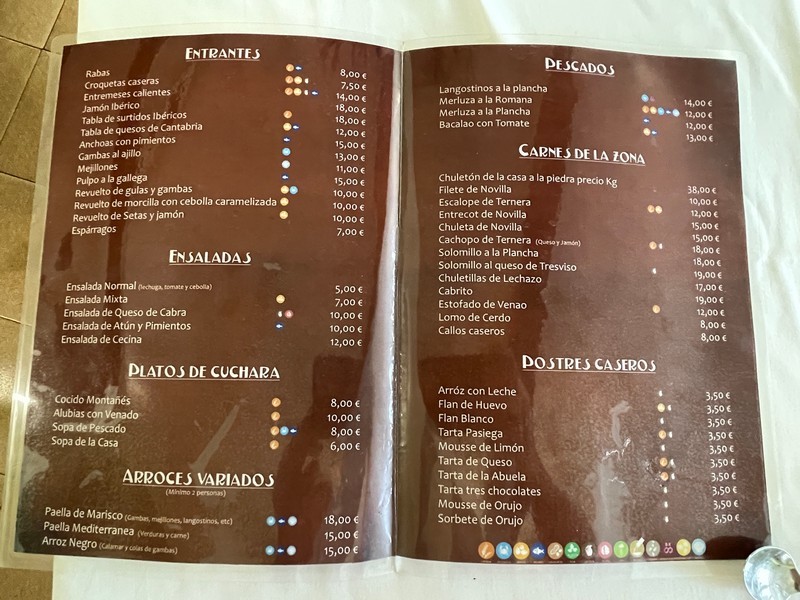 ENTRANTES
Rabas 8,00 €
Croquetas caseras 7,50 €
Entremeses calientes 14,00 €
Jamón Ibérico 18,00 €
Tabla de surtidos Ibéricos 18,00 €
Tabla de quesos de Cantabria 12,00 €
Anchoas con pimientos 15,00 €
Gambas al ajillo 13,00 €
Mejillones 11,00 €
Pulpo a la gallega 15,00 €
Revuelto de gulas y gambas 10,00 €
Revuelto de morcilla con cebolla caramelizada 10,00 €
Revuelto de Setas y jamón 10,00 €
Espárragos 7,00 €
ENSALADAS
Ensalada Normal (lechuga, tomate y cebolla) 5,00 €
Ensalada Mixta 7,00 €
Ensalada de Queso de Cabra 10,00 €
Ensalada de Atún y Pimientos 10,00 €
Ensalada de Cecina 12,00 €
PLATOS DE CUCHARA
Cocido Montañés 8,00 €
Alubias con Venado 10,00 €
Sopa de Pescado 8,00 €
Sopa de la Casa 6,00 €
ARROCES VARIADOS
(Mínimo 2 personas)
Paella de Marisco (Gambas, mejillones, langostinos, etc) 18,00 €
Paella Mediterranea (Verduras y carne) 15,00 €
Arroz Negro (Calamar y colas de gambas) 15,00 €
PESCADOS
Langostinos a la plancha 14,00 €
Merluza a la Romana 12,00 €
Merluza a la Plancha 12,00 €
Bacalao con Tomate 13,00 €
CARNES DE LA ZONA
Chuletón de la casa a la piedra precio Kg 38,00 €
Filete de Novilla 10,00 €
Escalope de Ternera 12,00 €
Entrecot de Novilla 15,00 €
Chuleta de Novilla 15,00 €
Cachopo de Ternera (Queso y Jamón) 18,00 €
Solomillo a la Plancha 18,00 €
Solomillo al queso de Tresviso 19,00 €
Chuletillas de Lechazo 17,00 €
Cabrito 19,00 €
Estofado de Venao 12,00 €
Lomo de Cerdo 8,00 €
Callos caseros 8,00 €
POSTRES CASEROS
Arróz con Leche 3,50 €
Flan de Huevo 3,50 €
Flan Blanco 3,50 €
Tarta Pasiega 3,50 €
Mousse de Limón 3,50 €
Tarta de Queso 3,50 €
Tarta de la Abuela 3,50 €
Tarta tres chocolates 3,50 €
Mousse de Orujo 3,50 €
Sorbete de Orujo 3,50 €